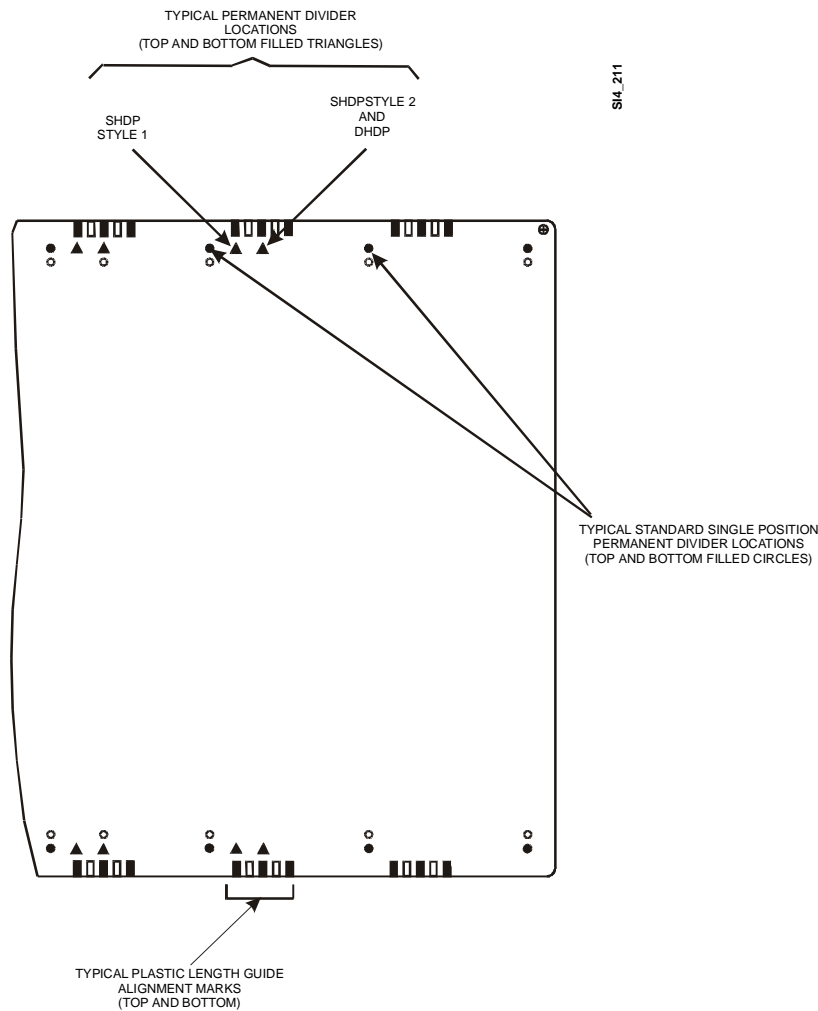 TYPICAL PERMANENT DIVIDER
LOCATIONS
(TOP AND BOTTOM FILLED TRIANGLES)
SI4_211
SHDP
STYLE 1
SHDPSTYLE 2
AND
DHDP
TYPICAL STANDARD SINGLE POSITION
PERMANENT DIVIDER LOCATIONS
(TOP AND BOTTOM FILLED CIRCLES)
TYPICAL PLASTIC LENGTH GUIDE
ALIGNMENT MARKS
(TOP AND BOTTOM)